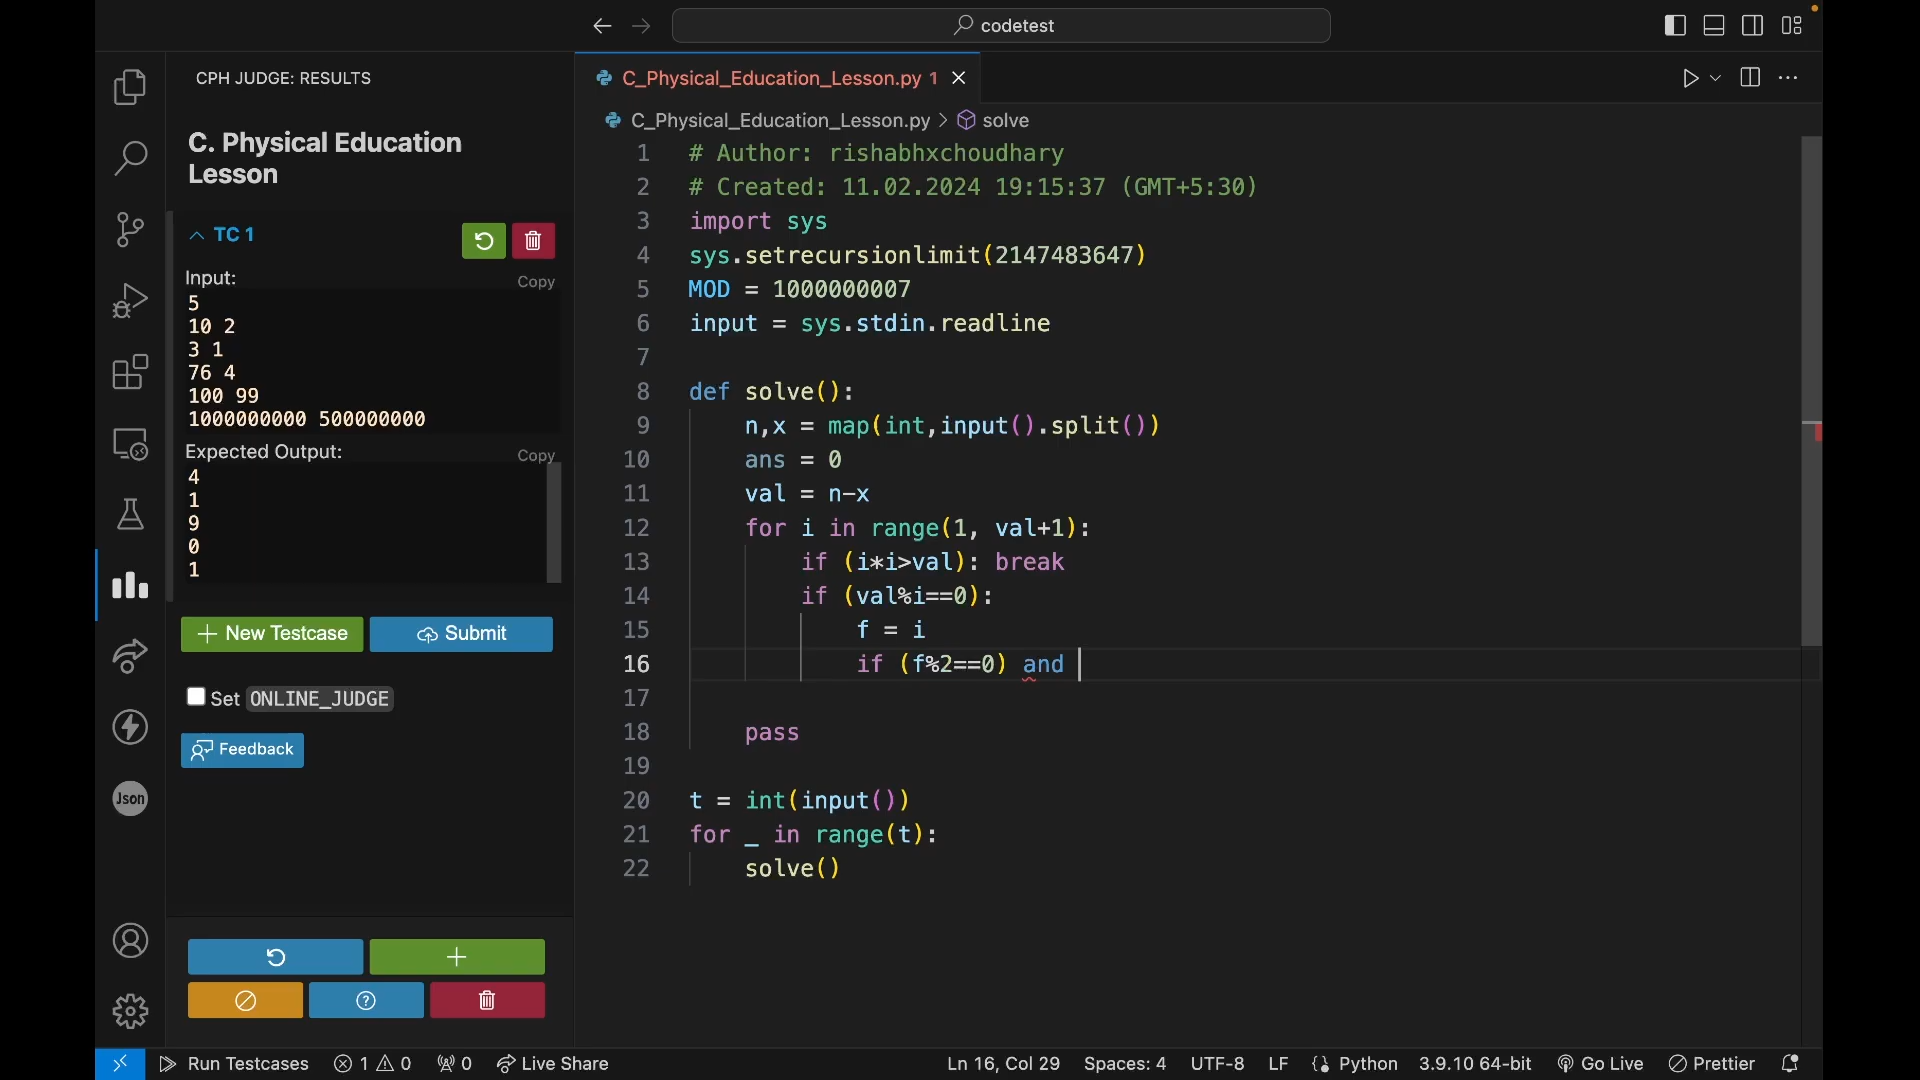 codetest
CPH JUDGE: RESULTS
C. Physical Education
Lesson
TC 1
Input:
Copy
5
10 2
3 1
76 4
100 99
1000000000 500000000
Expected Output:
Copy
4
1
9
0
1
New Testcase
Submit
Set ONLINE_JUDGE
Feedback
Json
C_Physical_Education_Lesson.py 1
C_Physical_Education_Lesson.py > solve
1 # Author: rishabhxchoudhary
2 # Created: 11.02.2024 19:15:37 (GMT+5:30)
3 import sys
4 sys.setrecursionlimit(2147483647)
5 MOD = 1000000007
6 input = sys.stdin.readline
7
8 def solve():
9     n,x = map(int,input().split())
10     ans = 0
11     val = n-x
12     for i in range(1, val+1):
13         if (i*i>val): break
14         if (val%i==0):
15             f = i
16             if (f%2==0) and
17
18     pass
19
20 t = int(input())
21 for _ in range(t):
22     solve()
Run Testcases 1 0 0 Live Share Ln 16, Col 29 Spaces: 4 UTF-8 LF Python 3.9.10 64-bit Go Live Prettier